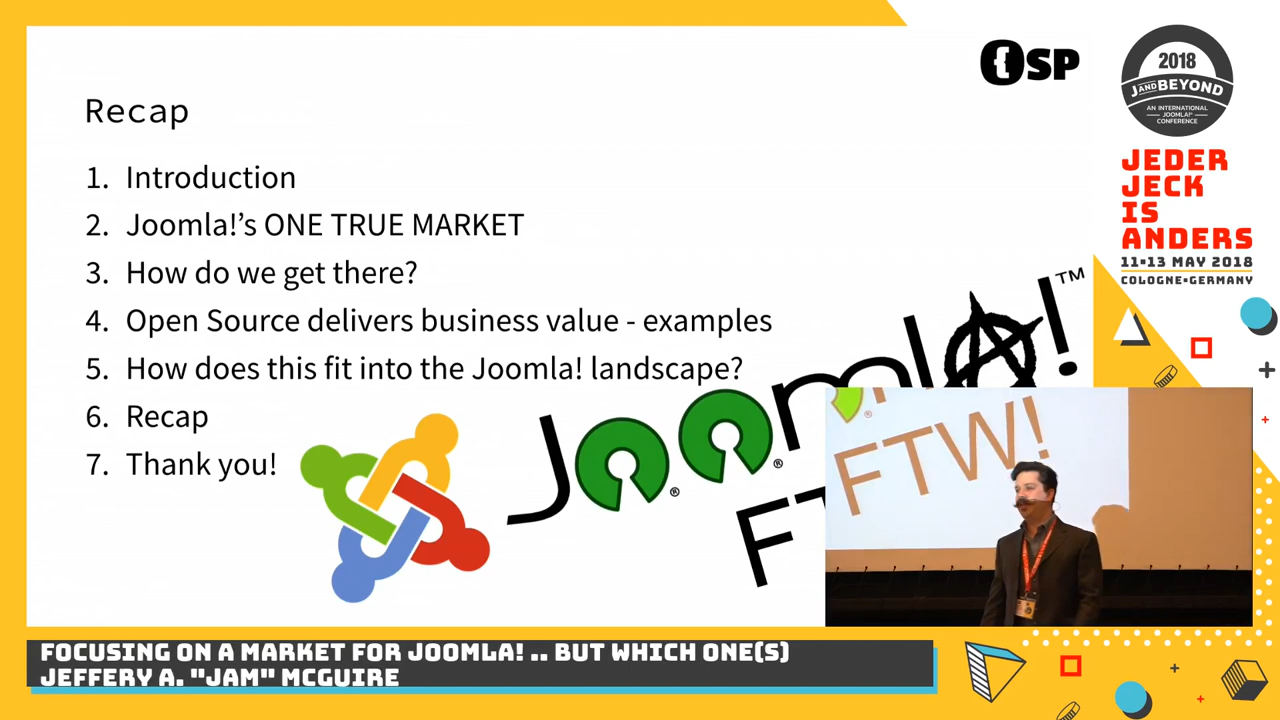 OSP
2018
J AND BEYOND
AN INTERNATIONAL
JOOMLA!®
CONFERENCE
JEDER
JECK
IS
ANDERS
11•13 MAY 2018
COLOGNE•GERMANY
Recap
1. Introduction
2. Joomla!’s ONE TRUE MARKET
3. How do we get there?
4. Open Source delivers business value - examples
5. How does this fit into the Joomla! landscape?
6. Recap
7. Thank you!
Joomla!™
® ®
FT
FTW!
FOCUSING ON A MARKET FOR JOOMLA! .. BUT WHICH ONE(S)
JEFFERY A. "JAM" MCGUIRE